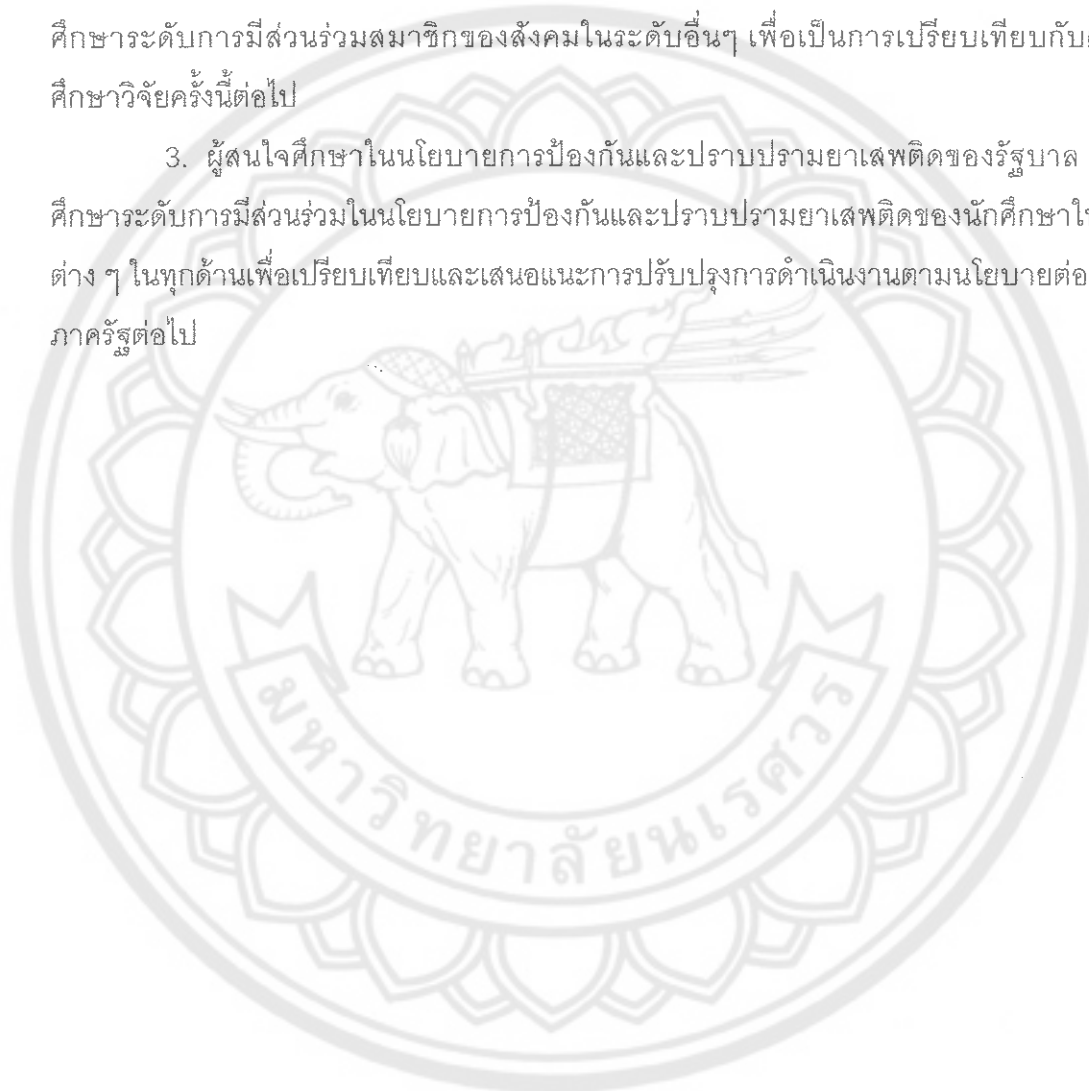 ศึกษาระดับการมีส่วนร่วมสมาชิกของสังคมในระดับอื่นๆ เพื่อเป็นการเปรียบเทียบกับ
ศึกษาวิจัยครั้งนี้ต่อไป
3. ผู้สนใจศึกษาในนโยบายการป้องกันและปราบปรามยาเสพติดของรัฐบาล
ศึกษาระดับการมีส่วนร่วมในนโยบายการป้องกันและปราบปรามยาเสพติดของนักศึกษาใ
ต่าง ๆ ในทุกด้านเพื่อเปรียบเทียบและเสนอแนะการปรับปรุงการดำเนินงานตามนโยบายต่อ
ภาครัฐต่อไป
มหาวิทยาลัยนเรศวร